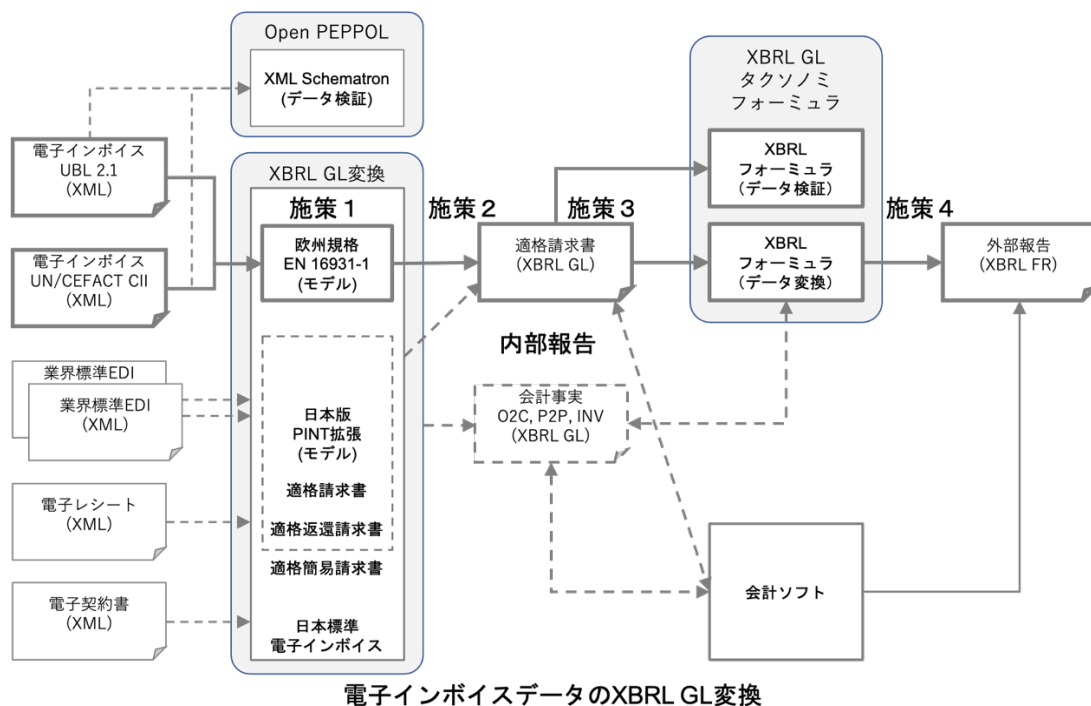 Open PEPPOL
XML Schematron
(データ検証)
電子インボイス
UBL 2.1
(XML)
電子インボイス
UN/CEFACT CII
(XML)
業界標準EDI
業界標準EDI
(XML)
電子レシート
(XML)
電子契約書
(XML)
XBRL GL変換
施策１
欧州規格
EN 16931-1
(モデル)
日本版
PINT拡張
(モデル)
適格請求書
適格返還請求書
適格簡易請求書
日本標準
電子インボイス
施策２
適格請求書
(XBRL GL)
施策３
内部報告
会計事実
O2C, P2P, INV
(XBRL GL)
XBRL GL
タクソノミ
フォーミュラ
XBRL
フォーミュラ
(データ検証)
XBRL
フォーミュラ
(データ変換)
施策４
外部報告
(XBRL FR)
会計ソフト
電子インボイスデータのXBRL GL変換